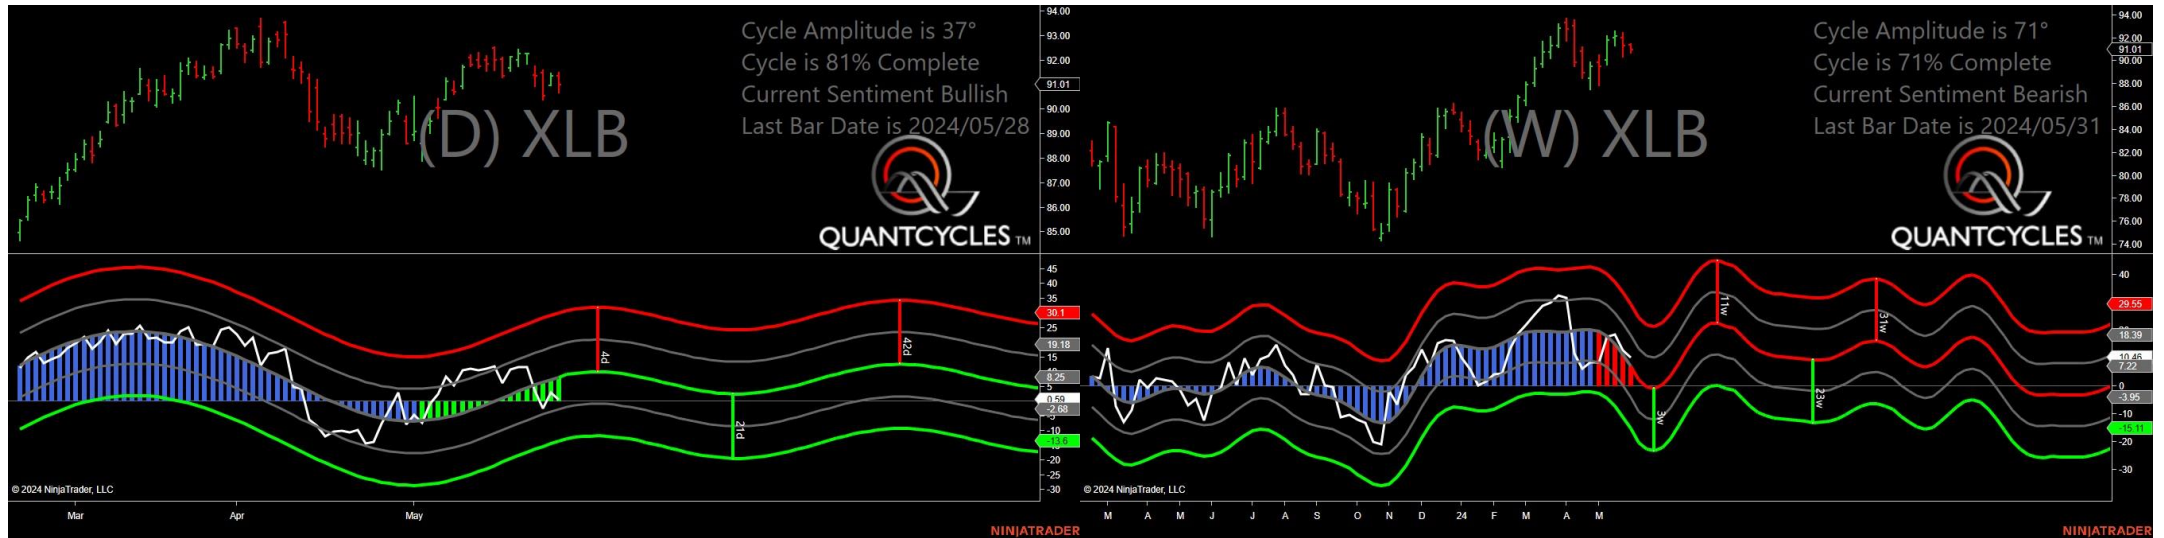 Cycle Amplitude is 37°
Cycle is 81% Complete
Current Sentiment Bullish
Last Bar Date is 2024/05/28
(D) XLB
QUANTCYCLES TM
94.00
93.00
92.00
91.01
90.00
89.00
88.00
87.00
86.00
85.00
4d
21d
42d
45
40
35
30.1
25
19.18
15
8.25
5
0.59
-2.68
-10
-13.6
-20
-25
-30
© 2024 NinjaTrader, LLC
Mar Apr May
NINJATRADER
Cycle Amplitude is 71°
Cycle is 71% Complete
Current Sentiment Bearish
Last Bar Date is 2024/05/31
(W) XLB
QUANTCYCLES TM
94.00
92.00
91.01
90.00
88.00
86.00
84.00
82.00
80.00
78.00
76.00
74.00
3w
11w
23w
31w
40
29.55
18.39
10.46
7.22
0
-3.95
-10
-15.11
-20
-30
© 2024 NinjaTrader, LLC
M A M J J A S O N D 24 F M A M
NINJATRADER